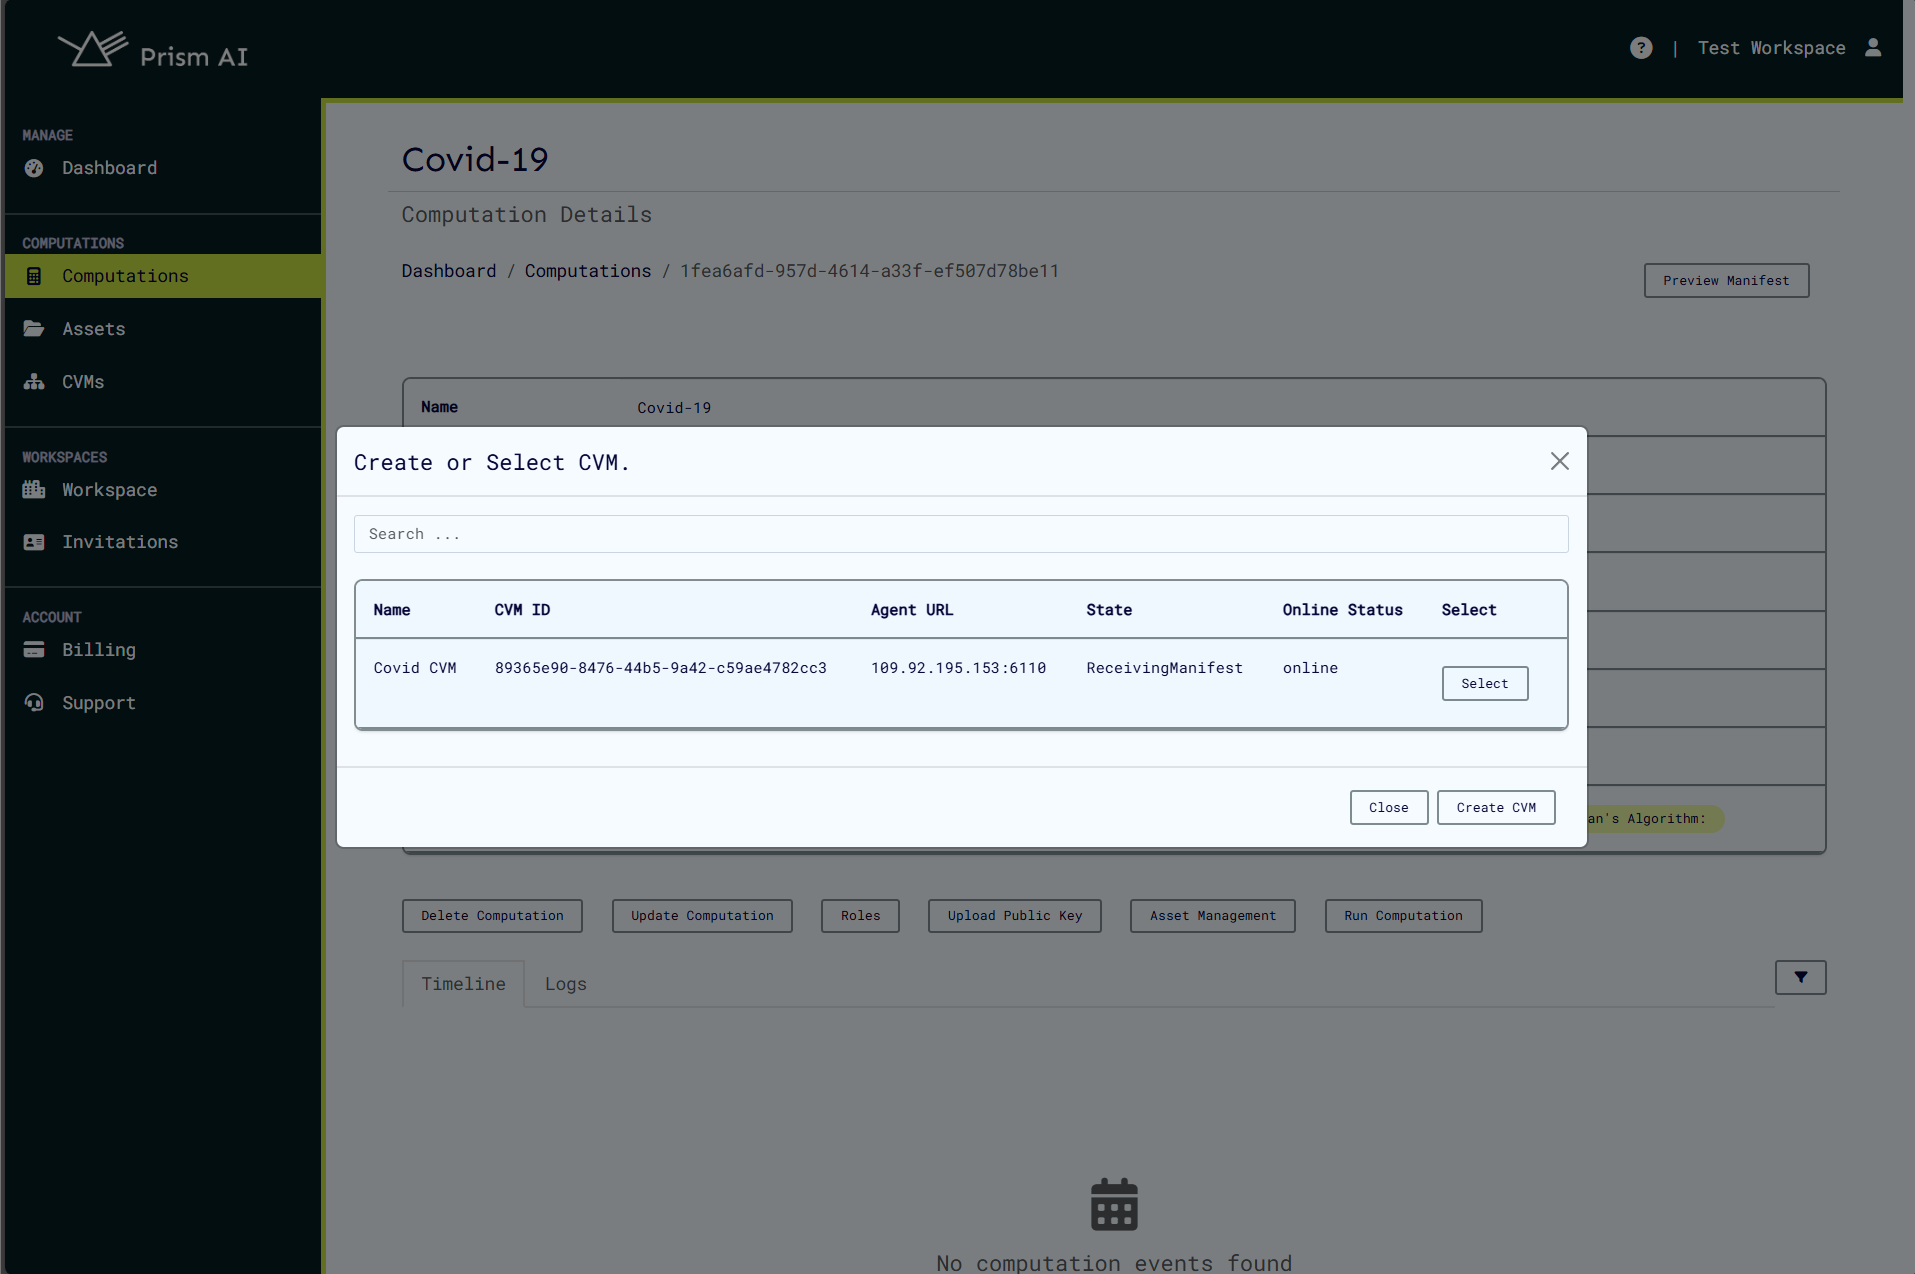 Prism AI
? | Test Workspace
MANAGE
Dashboard
COMPUTATIONS
Computations
Assets
CVMs
WORKSPACES
Workspace
Invitations
ACCOUNT
Billing
Support
Covid-19
Computation Details
Dashboard / Computations / 1fea6afd-957d-4614-a33f-ef507d78be11
Preview Manifest
Name Covid-19
Create or Select CVM.
Search ...
Name CVM ID Agent URL State Online Status Select
Covid CVM 89365e90-8476-44b5-9a42-c59ae4782cc3 109.92.195.153:6110 ReceivingManifest online Select
Close Create CVM
an's Algorithm:
Delete Computation Update Computation Roles Upload Public Key Asset Management Run Computation
Timeline Logs
No computation events found